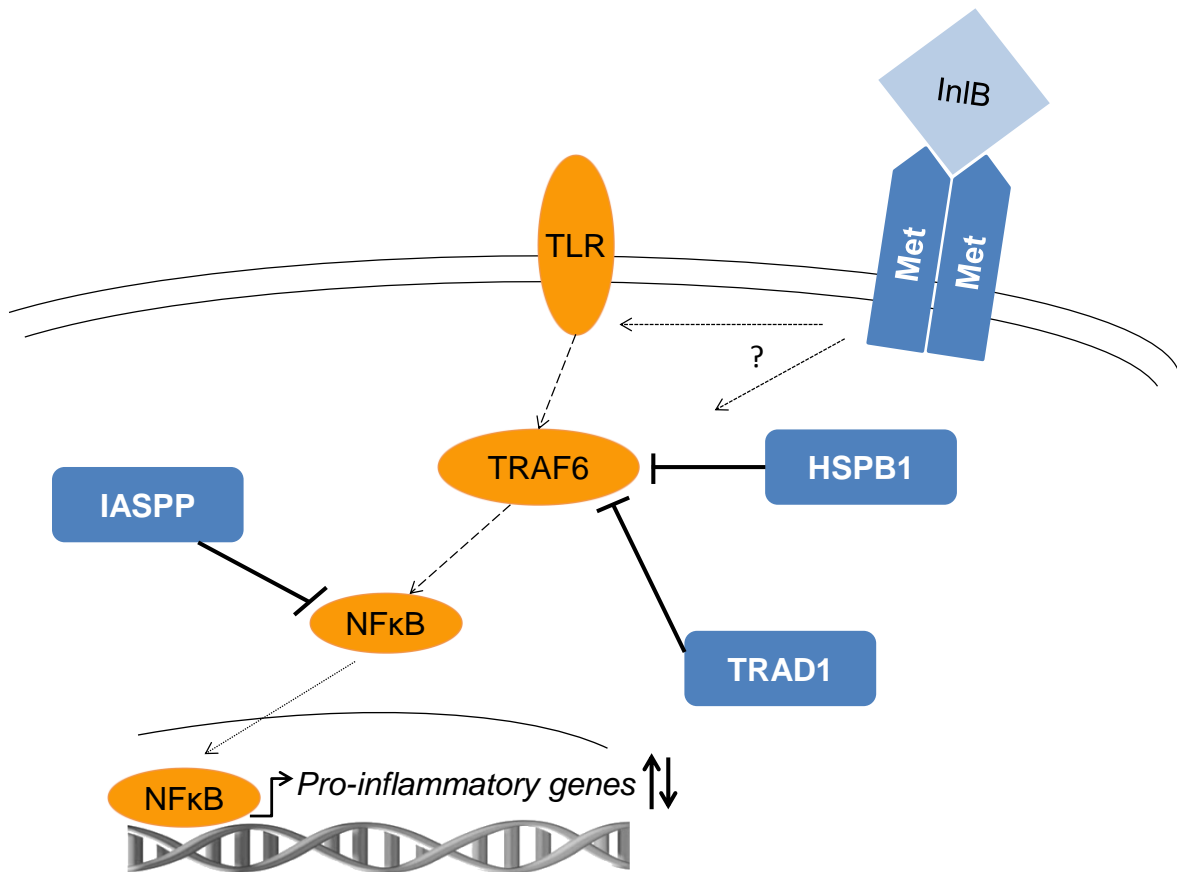 InlB
TLR
Met
Met
?
TRAF6
HSPB1
IASPP
NFκB
TRAD1
Pro-inflammatory genes
NFκB